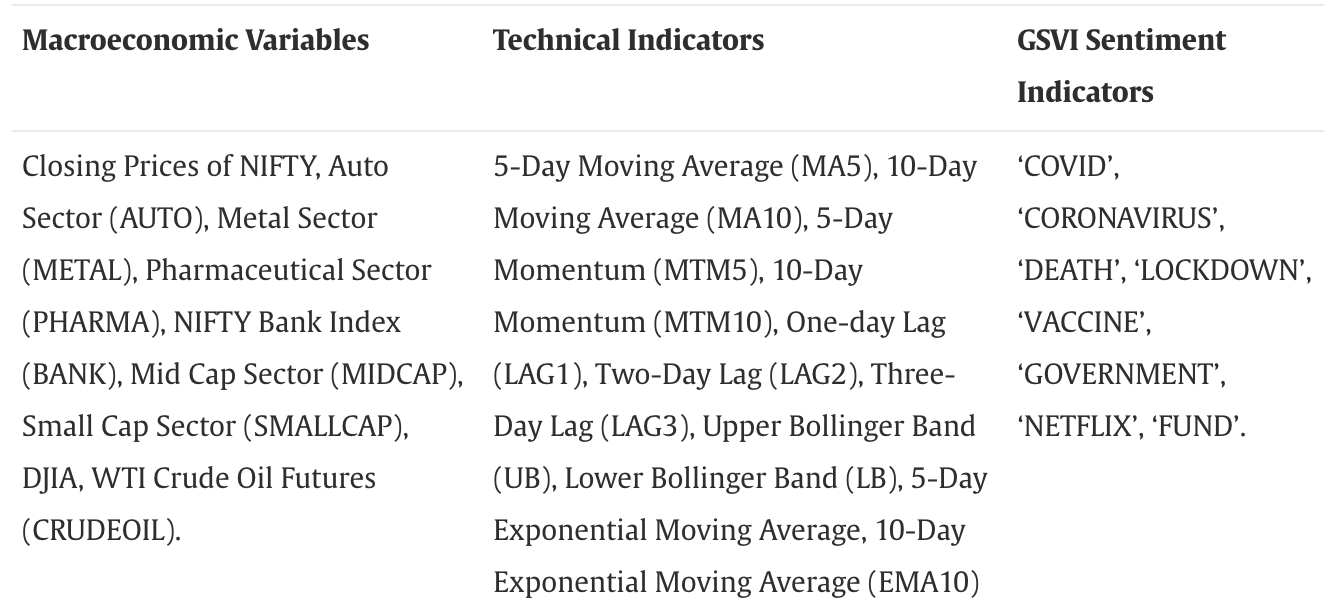 Macroeconomic Variables
Technical Indicators
GSVI Sentiment
Indicators
Closing Prices of NIFTY, Auto
Sector (AUTO), Metal Sector
(METAL), Pharmaceutical Sector
(PHARMA), NIFTY Bank Index
(BANK), Mid Cap Sector (MIDCAP),
Small Cap Sector (SMALLCAP),
DJIA, WTI Crude Oil Futures
(CRUDEOIL).
5-Day Moving Average (MA5), 10-Day
Moving Average (MA10), 5-Day
Momentum (MTM5), 10-Day
Momentum (MTM10), One-day Lag
(LAG1), Two-Day Lag (LAG2), Three-
Day Lag (LAG3), Upper Bollinger Band
(UB), Lower Bollinger Band (LB), 5-Day
Exponential Moving Average, 10-Day
Exponential Moving Average (EMA10)
‘COVID’,
‘CORONAVIRUS’,
‘DEATH’, ‘LOCKDOWN’,
‘VACCINE’,
‘GOVERNMENT’,
‘NETFLIX’, ‘FUND’.